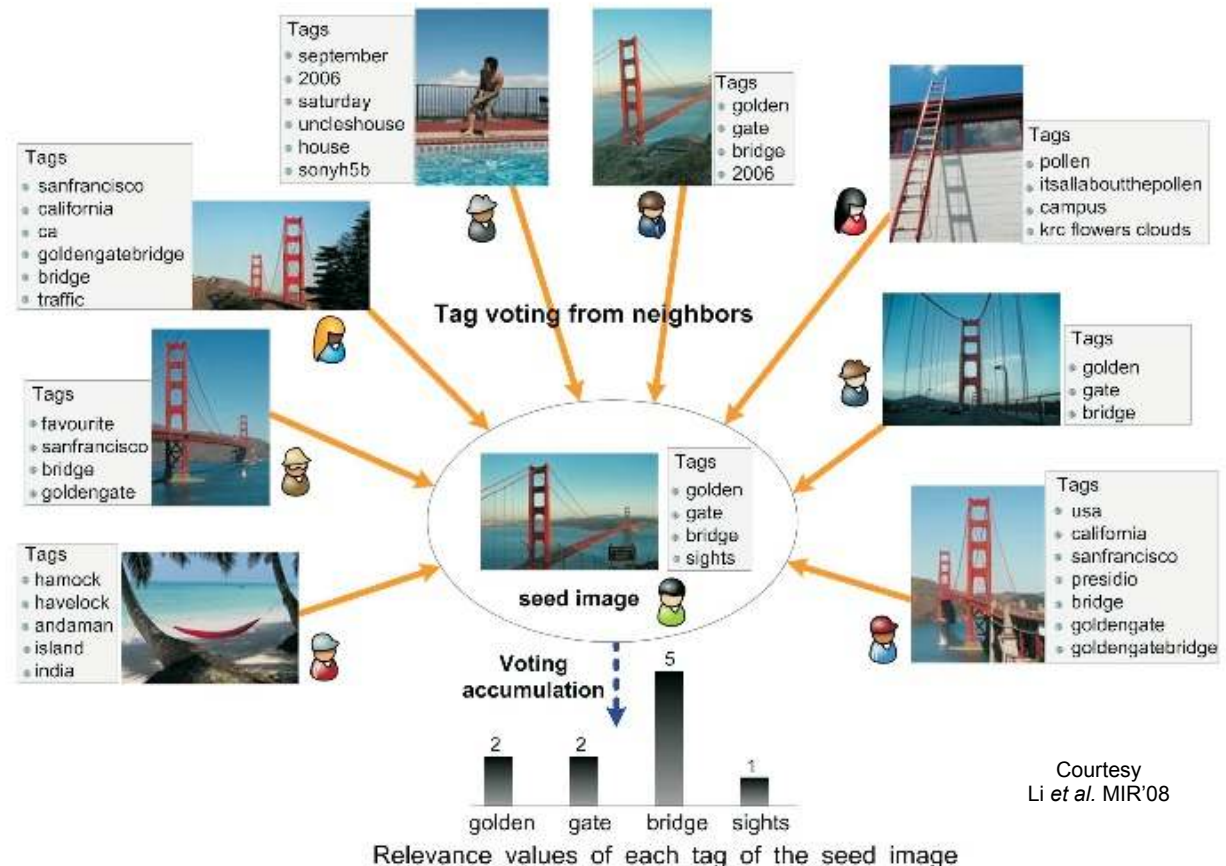 Tags
september
2006
saturday
uncleshouse
house
sonyh5b
Tags
golden
gate
bridge
2006
Tags
pollen
itsallaboutthepollen
campus
krc flowers clouds
Tags
sanfrancisco
california
ca
goldengatebridge
bridge
traffic
Tag voting from neighbors
Tags
golden
gate
bridge
Tags
favourite
sanfrancisco
bridge
goldengate
Tags
golden
gate
bridge
sights
seed image
Tags
usa
california
sanfrancisco
presidio
bridge
goldengate
goldengatebridge
Tags
hamock
havelock
andaman
island
india
Voting
accumulation
2
2
5
1
golden gate bridge sights
Relevance values of each tag of the seed image
Courtesy
Li et al. MIR'08